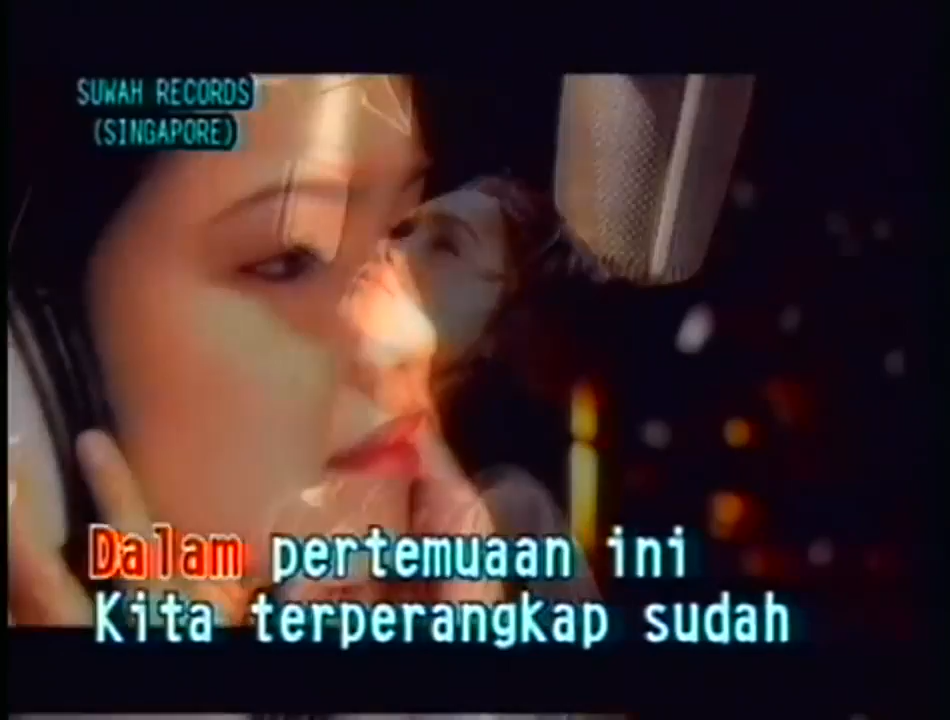 SUWAH RECORDS
(SINGAPORE)
Dalam pertemuaan ini
Kita terperangkap sudah